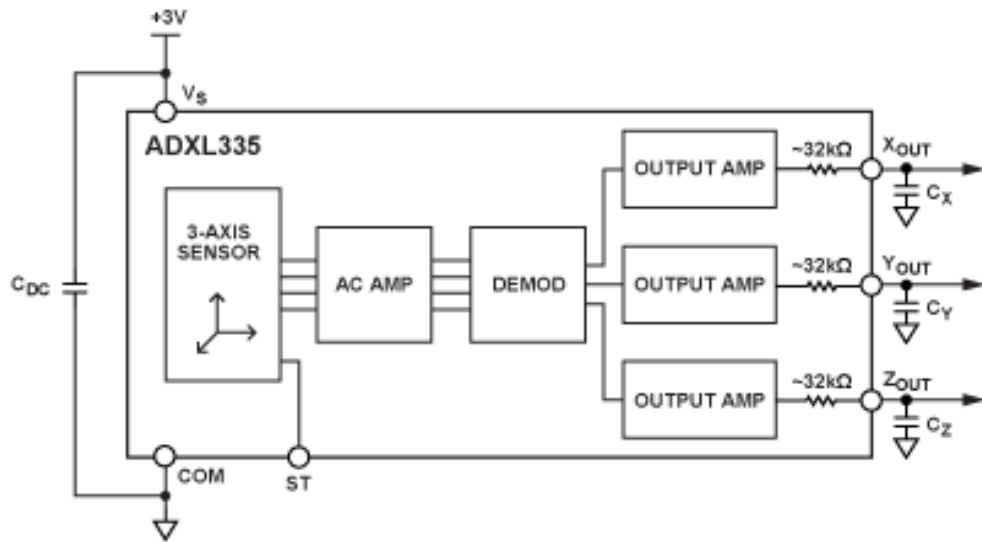 +3V
VS
ADXL335
3-AXIS
SENSOR
AC AMP
DEMOD
OUTPUT AMP
~32kΩ
XOUT
CX
OUTPUT AMP
~32kΩ
YOUT
CY
OUTPUT AMP
~32kΩ
ZOUT
CZ
CDC
COM
ST